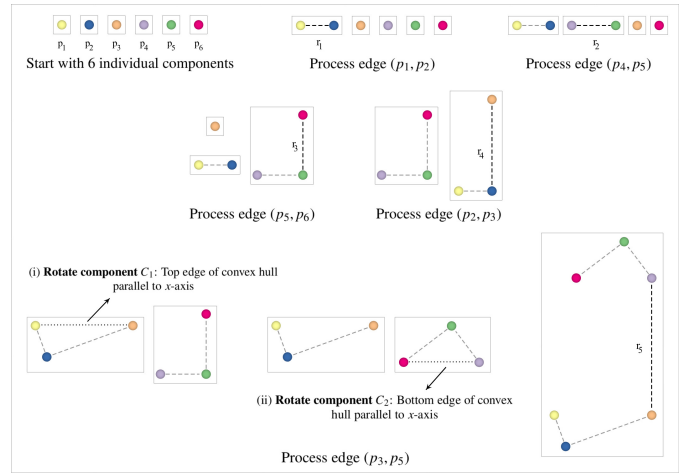 p₁ p₂ p₃ p₄ p₅ p₆
Start with 6 individual components
r₁
Process edge (p₁, p₂)
r₂
Process edge (p₄, p₅)
r₃
Process edge (p₅, p₆)
r₄
Process edge (p₂, p₃)
(i) Rotate component C₁: Top edge of convex hull
parallel to x-axis
(ii) Rotate component C₂: Bottom edge of convex
hull parallel to x-axis
r₅
Process edge (p₃, p₅)